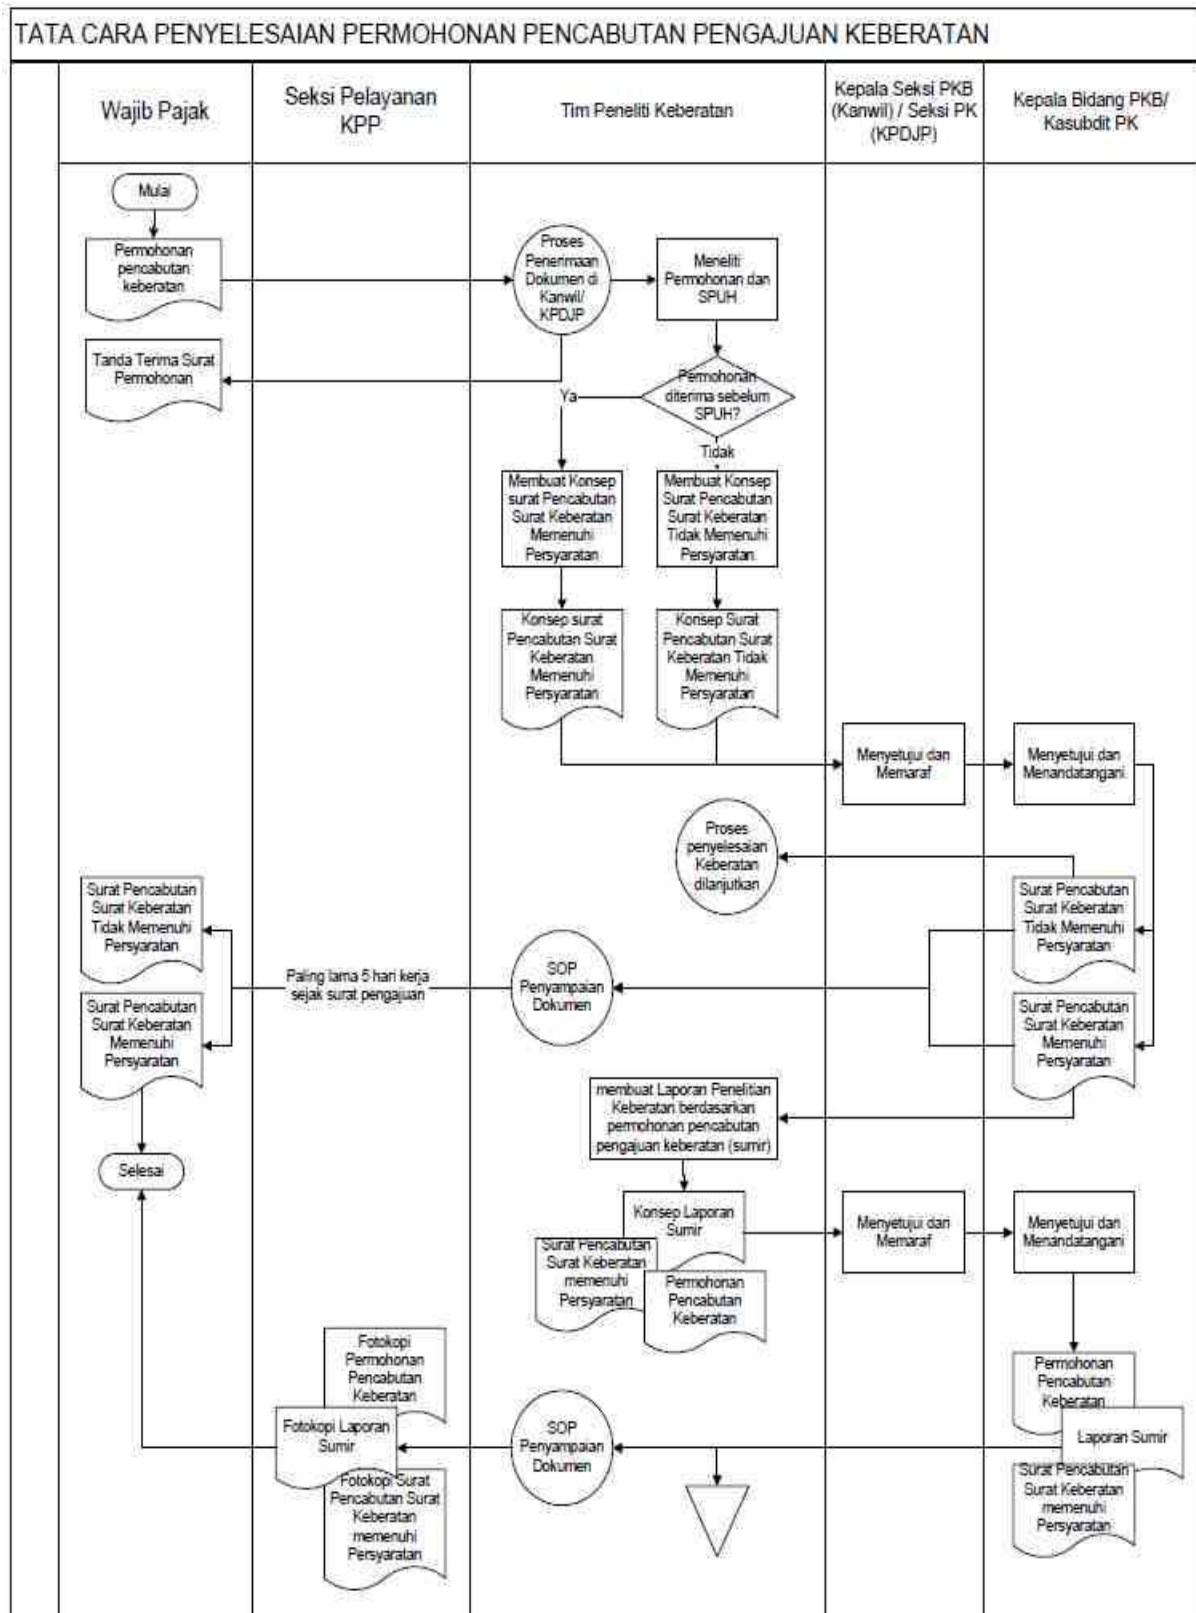 TATA CARA PENYELESAIAN PERMOHONAN PENCABUTAN PENGAJUAN KEBERATAN
Wajib Pajak
Seksi Pelayanan
KPP
Tim Peneliti Keberatan
Kepala Seksi PKB
(Kanwil) / Seksi PK
(KPDJP)
Kepala Bidang PKB/
Kasubdit PK
Mulai
Permohonan
pencabutan
keberatan
Proses
Penerimaan
Dokumen di
Kanwil/
KPDJP
Meneliti
Permohonan dan
SPUH
Tanda Terima Surat
Permohonan
Permohonan
diterima sebelum
SPUH?
Ya
Tidak
Membuat Konsep
surat Pencabutan
Surat Keberatan
Memenuhi
Persyaratan
Membuat Konsep
Surat Pencabutan
Surat Keberatan
Tidak Memenuhi
Persyaratan
Konsep surat
Pencabutan Surat
Keberatan
Memenuhi
Persyaratan
Konsep Surat
Pencabutan Surat
Keberatan Tidak
Memenuhi
Persyaratan
Menyetujui dan
Memaraf
Menyetujui dan
Menandatangani
Proses
penyelesaian
Keberatan
dilanjutkan
Surat Pencabutan
Surat Keberatan
Tidak Memenuhi
Persyaratan
Surat Pencabutan
Surat Keberatan
Tidak Memenuhi
Persyaratan
Paling lama 5 hari kerja
sejak surat pengajuan
SOP
Penyampaian
Dokumen
Surat Pencabutan
Surat Keberatan
Memenuhi
Persyaratan
Surat Pencabutan
Surat Keberatan
Memenuhi
Persyaratan
membuat Laporan Penelitian
Keberatan berdasarkan
permohonan pencabutan
pengajuan keberatan (sumir)
Selesai
Konsep Laporan
Sumir
Surat Pencabutan
Surat Keberatan
memenuhi
Persyaratan
Permohonan
Pencabutan
Keberatan
Menyetujui dan
Memaraf
Menyetujui dan
Menandatangani
Fotokopi
Permohonan
Pencabutan
Keberatan
Fotokopi Laporan
Sumir
Fotokopi Surat
Pencabutan Surat
Keberatan
memenuhi
Persyaratan
SOP
Penyampaian
Dokumen
Permohonan
Pencabutan
Keberatan
Laporan Sumir
Surat Pencabutan
Surat Keberatan
memenuhi
Persyaratan